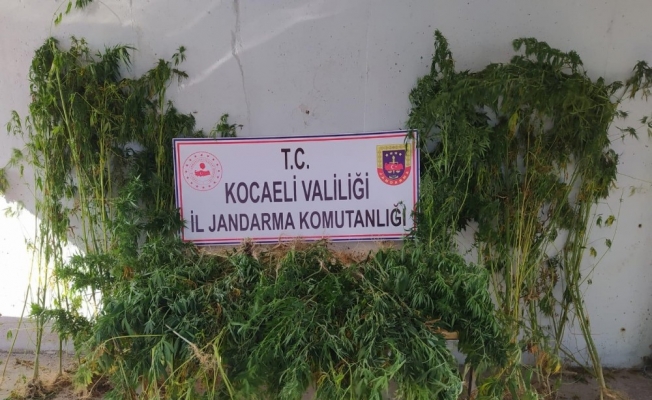 T.C.
KOCAELİ VALİLİĞİ
İL JANDARMA KOMUTANLIĞI